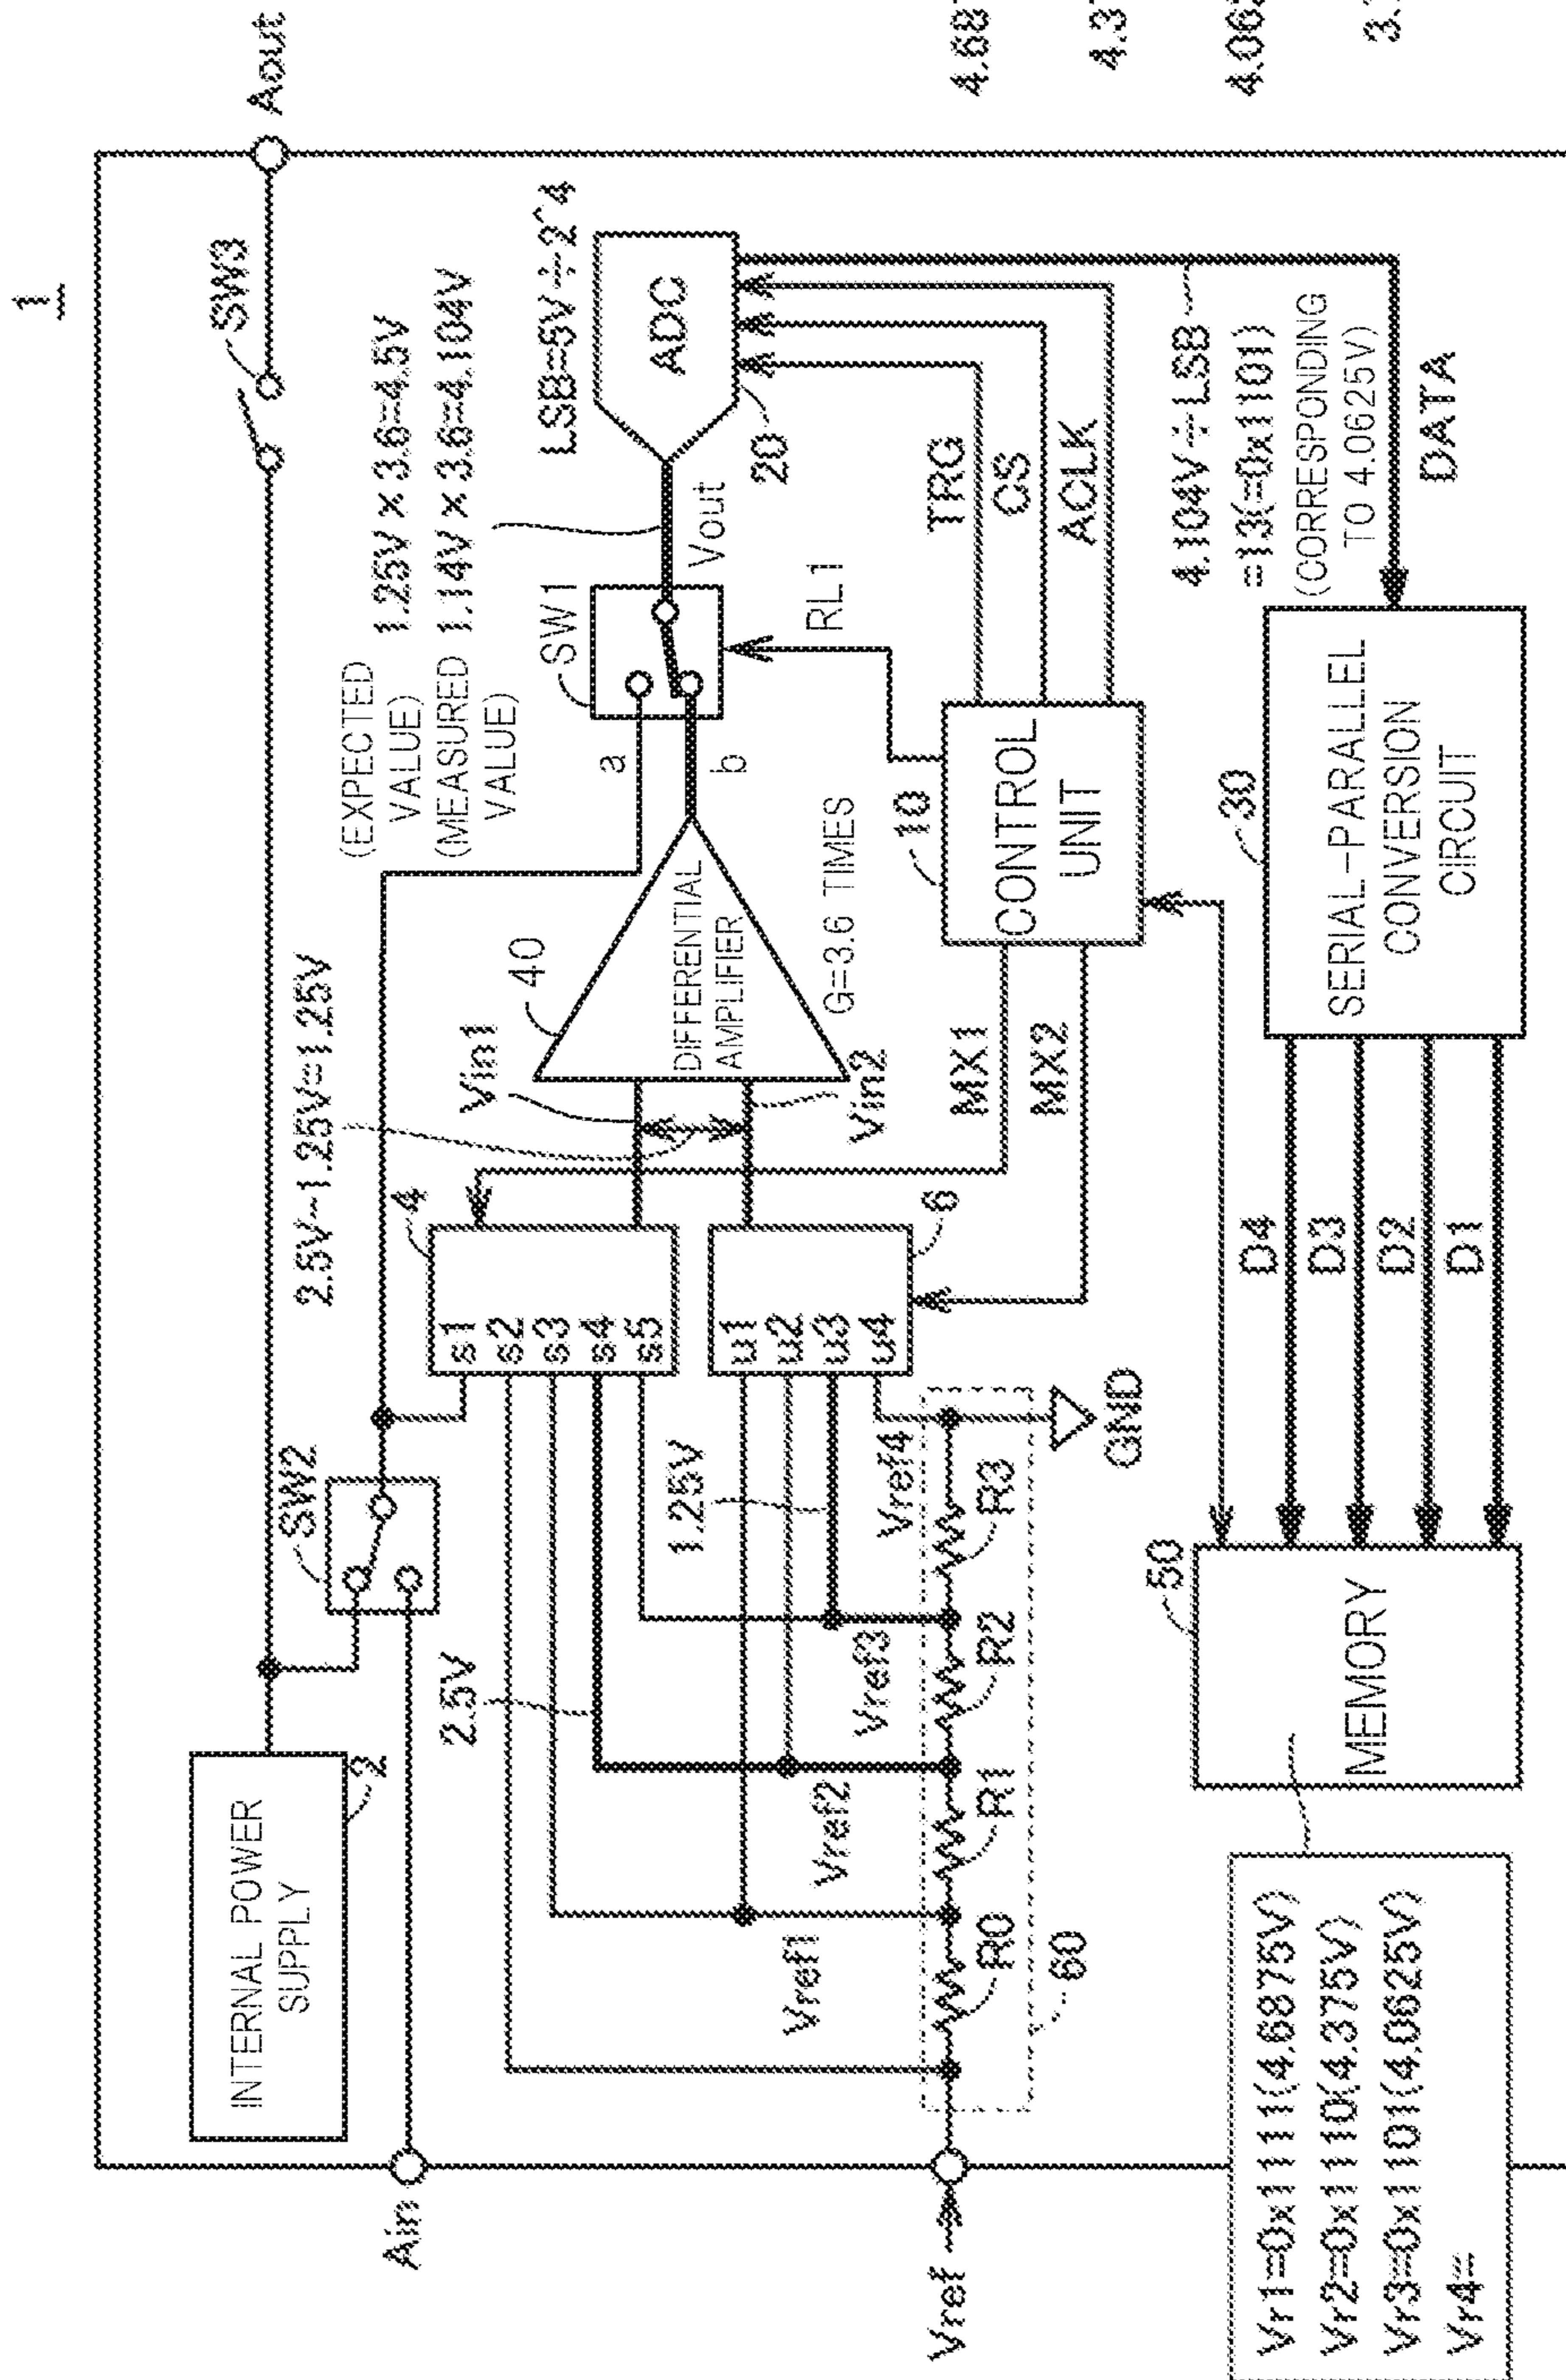 1
Aout
SW3
INTERNAL POWER
SUPPLY
2
Ain
SW2
2.5V-1.25V=1.25V
(EXPECTED
VALUE)
1.25V × 3.6=4.5V
(MEASURED
VALUE)
1.14V × 3.6=4.104V
LSB=5V÷2^4
SW1
a
b
Vout
ADC
20
RL1
40
DIFFERENTIAL
AMPLIFIER
G=3.6 TIMES
Vin1
Vin2
4
s1
s2
s3
s4
s5
6
u1
u2
u3
u4
2.5V
1.25V
Vref1
Vref2
Vref3
Vref4
Vref
R0
R1
R2
R3
60
GND
MX1
MX2
10
CONTROL
UNIT
TRG
CS
ACLK
4.104V÷LSB
=13(=0x1101)
(CORRESPONDING
TO 4.0625V)
DATA
30
SERIAL-PARALLEL
CONVERSION
CIRCUIT
D4
D3
D2
D1
50
MEMORY
Vr1=0x1111(4.6875V)
Vr2=0x1110(4.375V)
Vr3=0x1101(4.0625V)
Vr4=